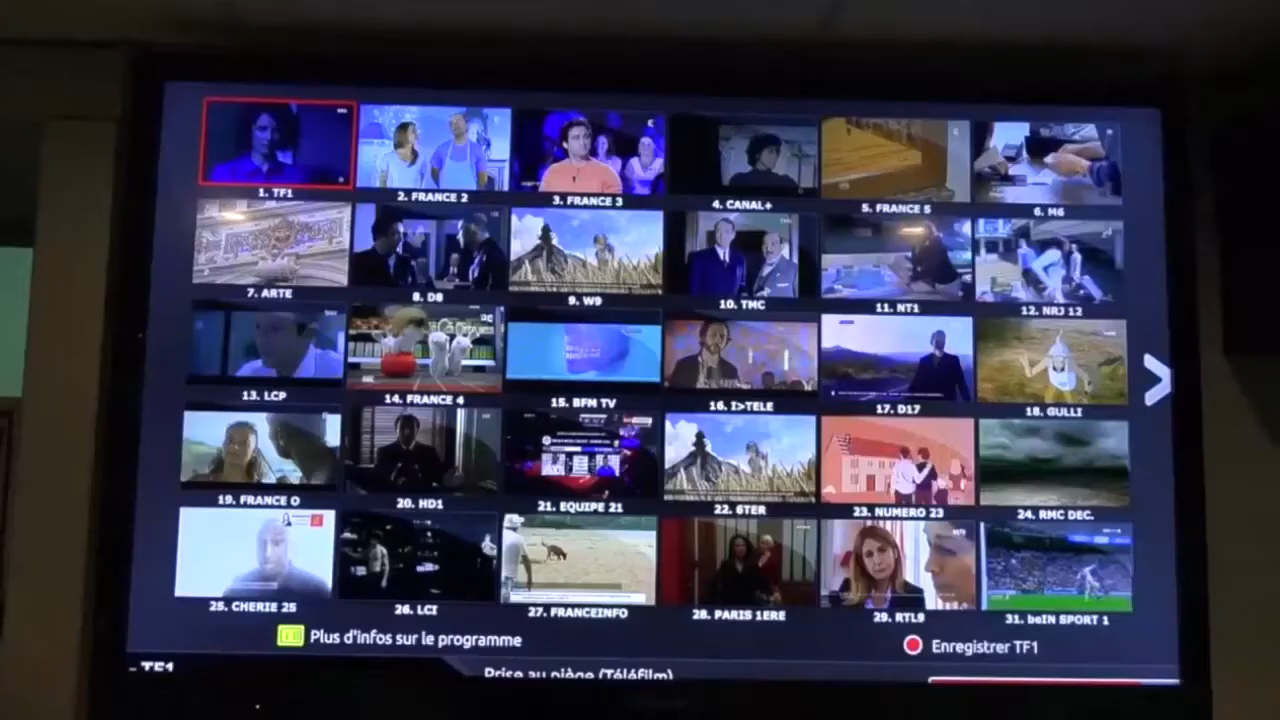 1. TF1
2. FRANCE 2
3. FRANCE 3
4. CANAL+
5. FRANCE 5
6. M6
7. ARTE
8. D8
9. W9
10. TMC
11. NT1
12. NRJ 12
13. LCP
14. FRANCE 4
15. BFM TV
16. I>TELE
17. D17
18. GULLI
19. FRANCE O
20. HD1
21. EQUIPE 21
22. 6TER
23. NUMERO 23
24. RMC DEC.
25. CHERIE 25
26. LCI
27. FRANCEINFO
28. PARIS 1ERE
29. RTL9
31. beIN SPORT 1
Plus d'infos sur le programme
Enregistrer TF1
TF1
Prise au piège (Téléfilm)